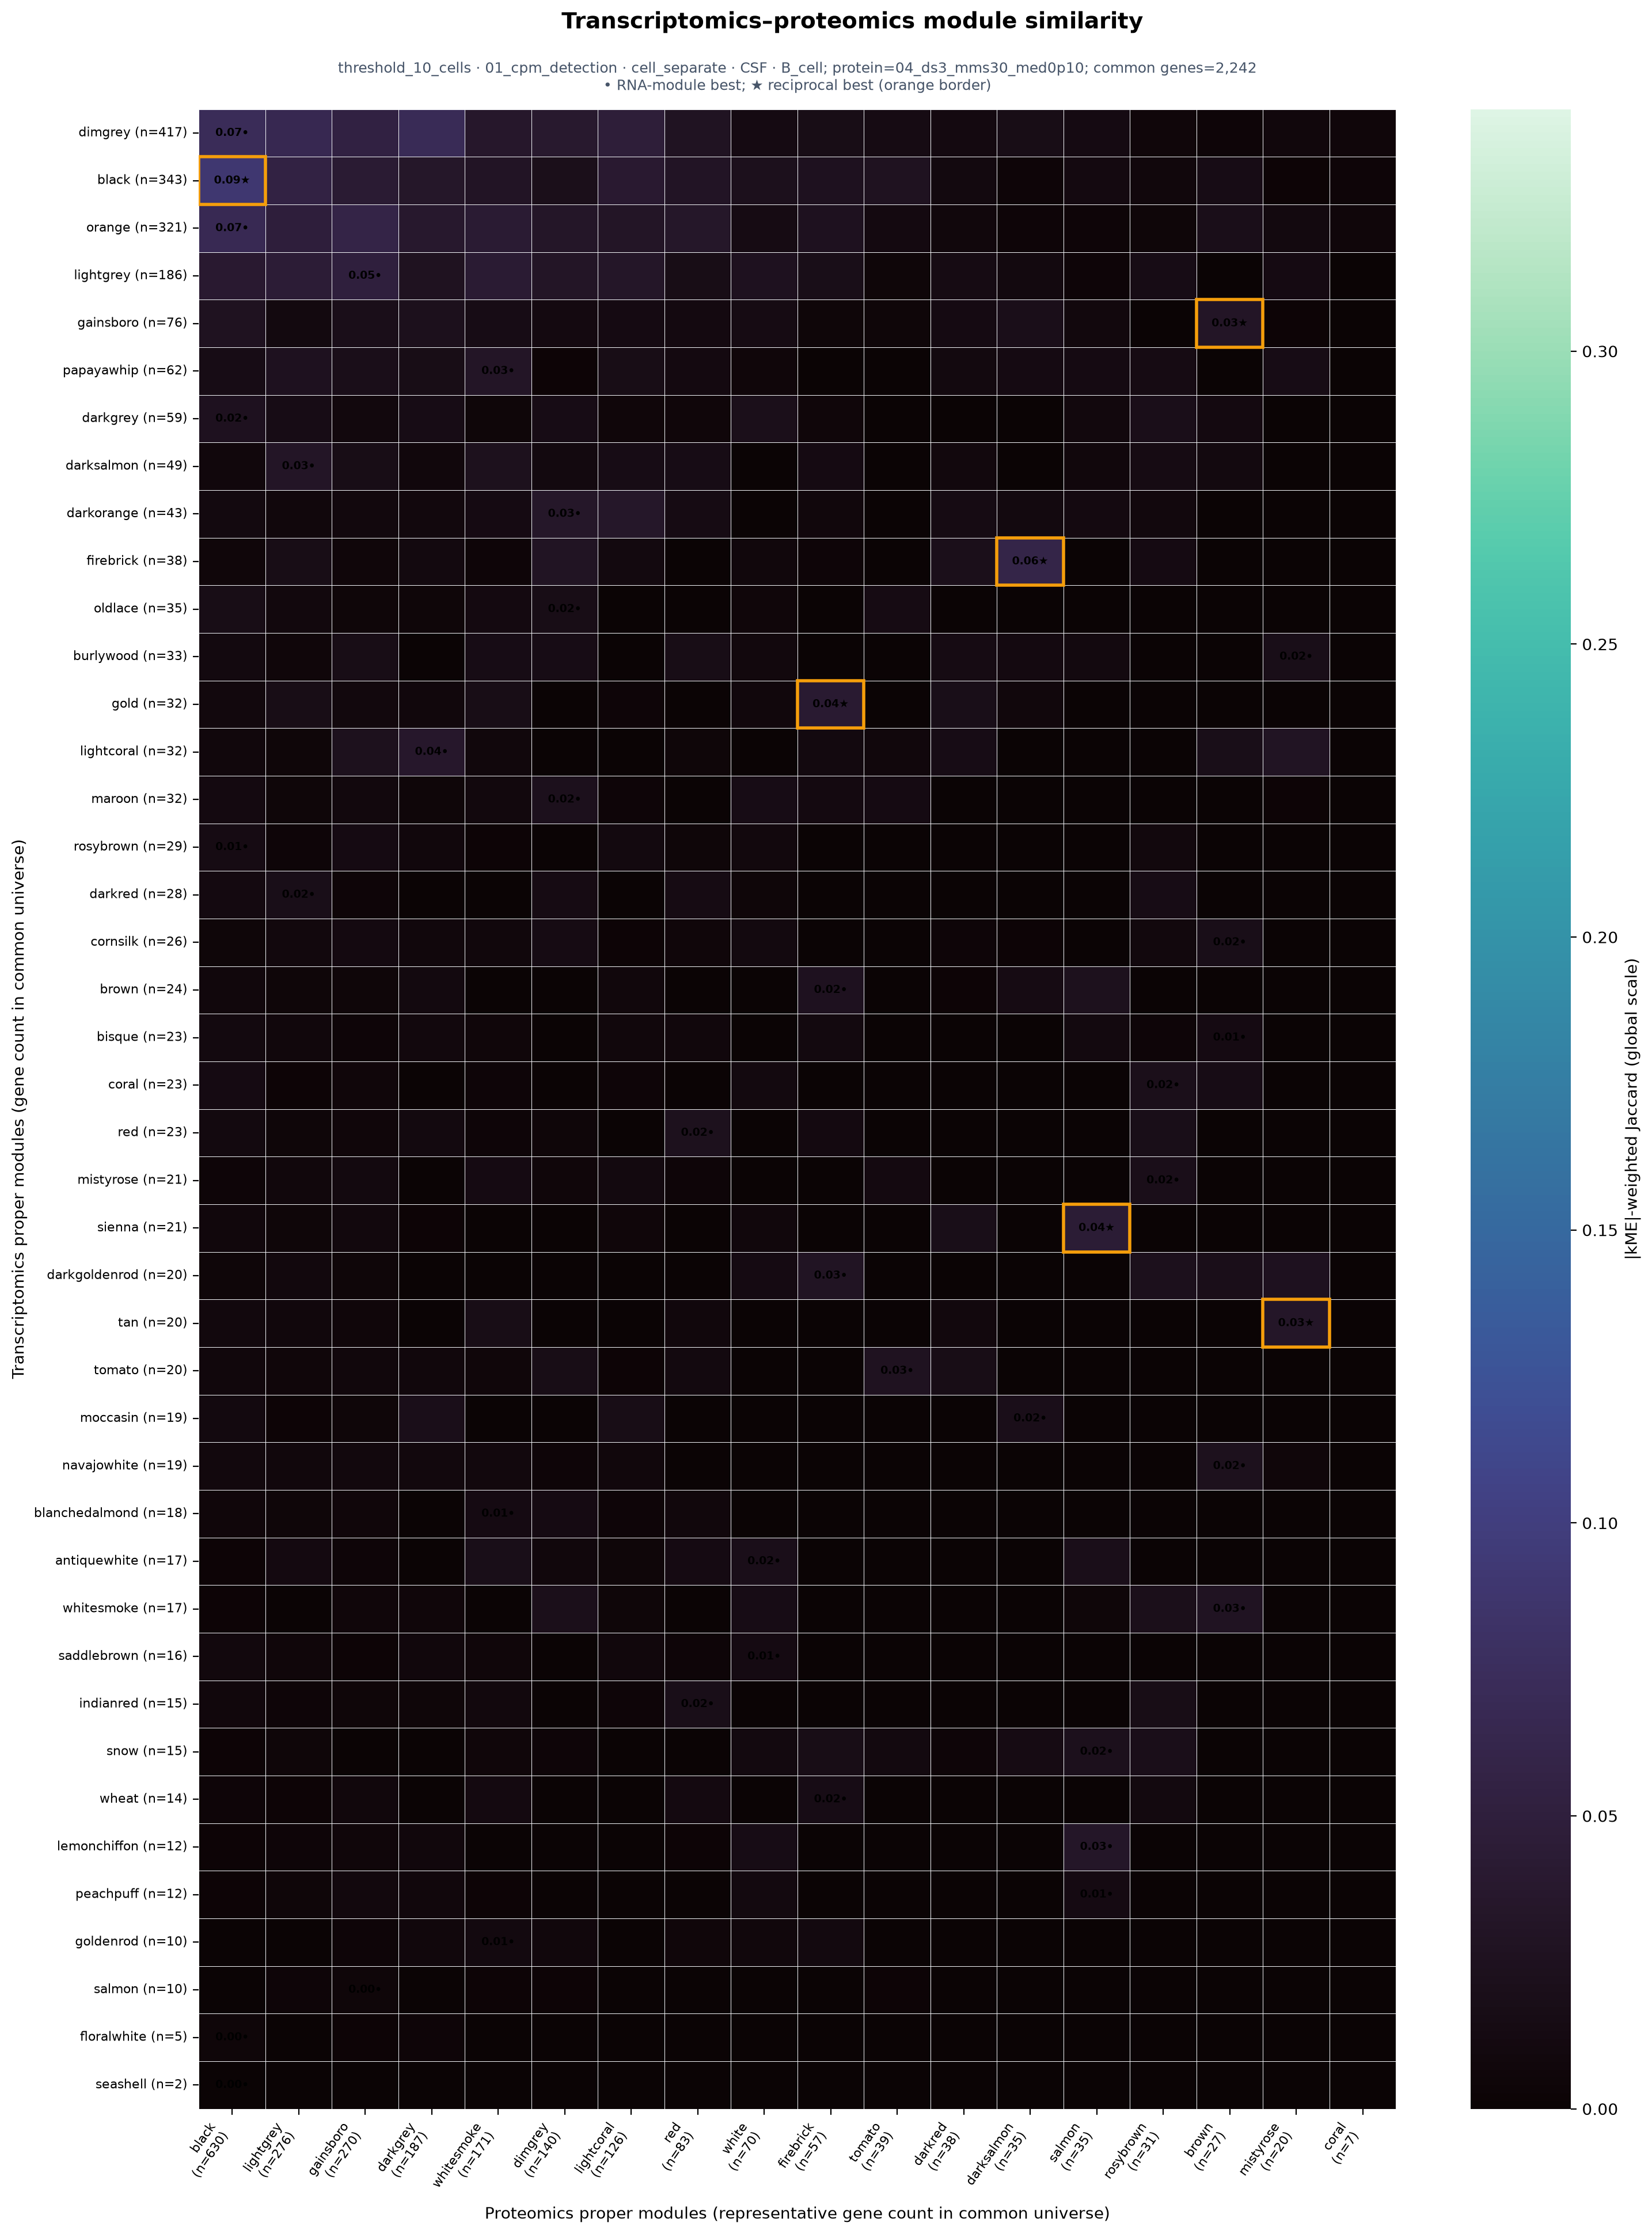 Transcriptomics–proteomics module similarity
threshold_10_cells · 01_cpm_detection · cell_separate · CSF · B_cell; protein=04_ds3_mms30_med0p10; common genes=2,242
• RNA-module best; ★ reciprocal best (orange border)
Transcriptomics proper modules (gene count in common universe)
dimgrey (n=417) 0.07•
black (n=343) 0.09★
orange (n=321) 0.07•
lightgrey (n=186) 0.05•
gainsboro (n=76) 0.03★
papayawhip (n=62) 0.03•
darkgrey (n=59) 0.02•
darksalmon (n=49) 0.03•
darkorange (n=43) 0.03•
firebrick (n=38) 0.06★
oldlace (n=35) 0.02•
burlywood (n=33) 0.02•
gold (n=32) 0.04★
lightcoral (n=32) 0.04•
maroon (n=32) 0.02•
rosybrown (n=29) 0.01•
darkred (n=28) 0.02•
cornsilk (n=26) 0.02•
brown (n=24) 0.02•
bisque (n=23) 0.01•
coral (n=23) 0.02•
red (n=23) 0.02•
mistyrose (n=21) 0.02•
sienna (n=21) 0.04★
darkgoldenrod (n=20) 0.03•
tan (n=20) 0.03★
tomato (n=20) 0.03•
moccasin (n=19) 0.02•
navajowhite (n=19) 0.02•
blanchedalmond (n=18) 0.01•
antiquewhite (n=17) 0.02•
whitesmoke (n=17) 0.03•
saddlebrown (n=16) 0.01•
indianred (n=15) 0.02•
snow (n=15) 0.02•
wheat (n=14) 0.02•
lemonchiffon (n=12) 0.03•
peachpuff (n=12) 0.01•
goldenrod (n=10) 0.01•
salmon (n=10) 0.00•
floralwhite (n=5) 0.00•
seashell (n=2)
black
(n=630)
lightgrey
(n=276)
gainsboro
(n=270)
darkgrey
(n=187)
whitesmoke
(n=171)
dimgrey
(n=140)
lightcoral
(n=126)
red
(n=83)
white
(n=70)
firebrick
(n=57)
tomato
(n=39)
darkred
(n=38)
darksalmon
(n=35)
salmon
(n=35)
rosybrown
(n=31)
brown
(n=27)
mistyrose
(n=20)
coral
(n=7)
Proteomics proper modules (representative gene count in common universe)
0.30
0.25
0.20
0.15
0.10
0.05
0.00
|kME|-weighted Jaccard (global scale)